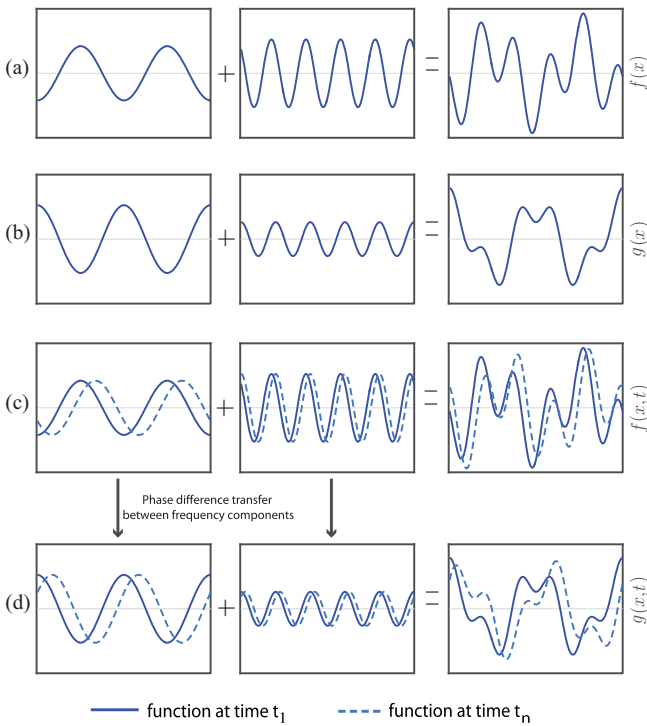 (a) + = f(x)
(b) + = g(x)
(c) + = f(x,t)
Phase difference transfer
between frequency components
(d) + = g(x,t)
function at time t1 function at time tn